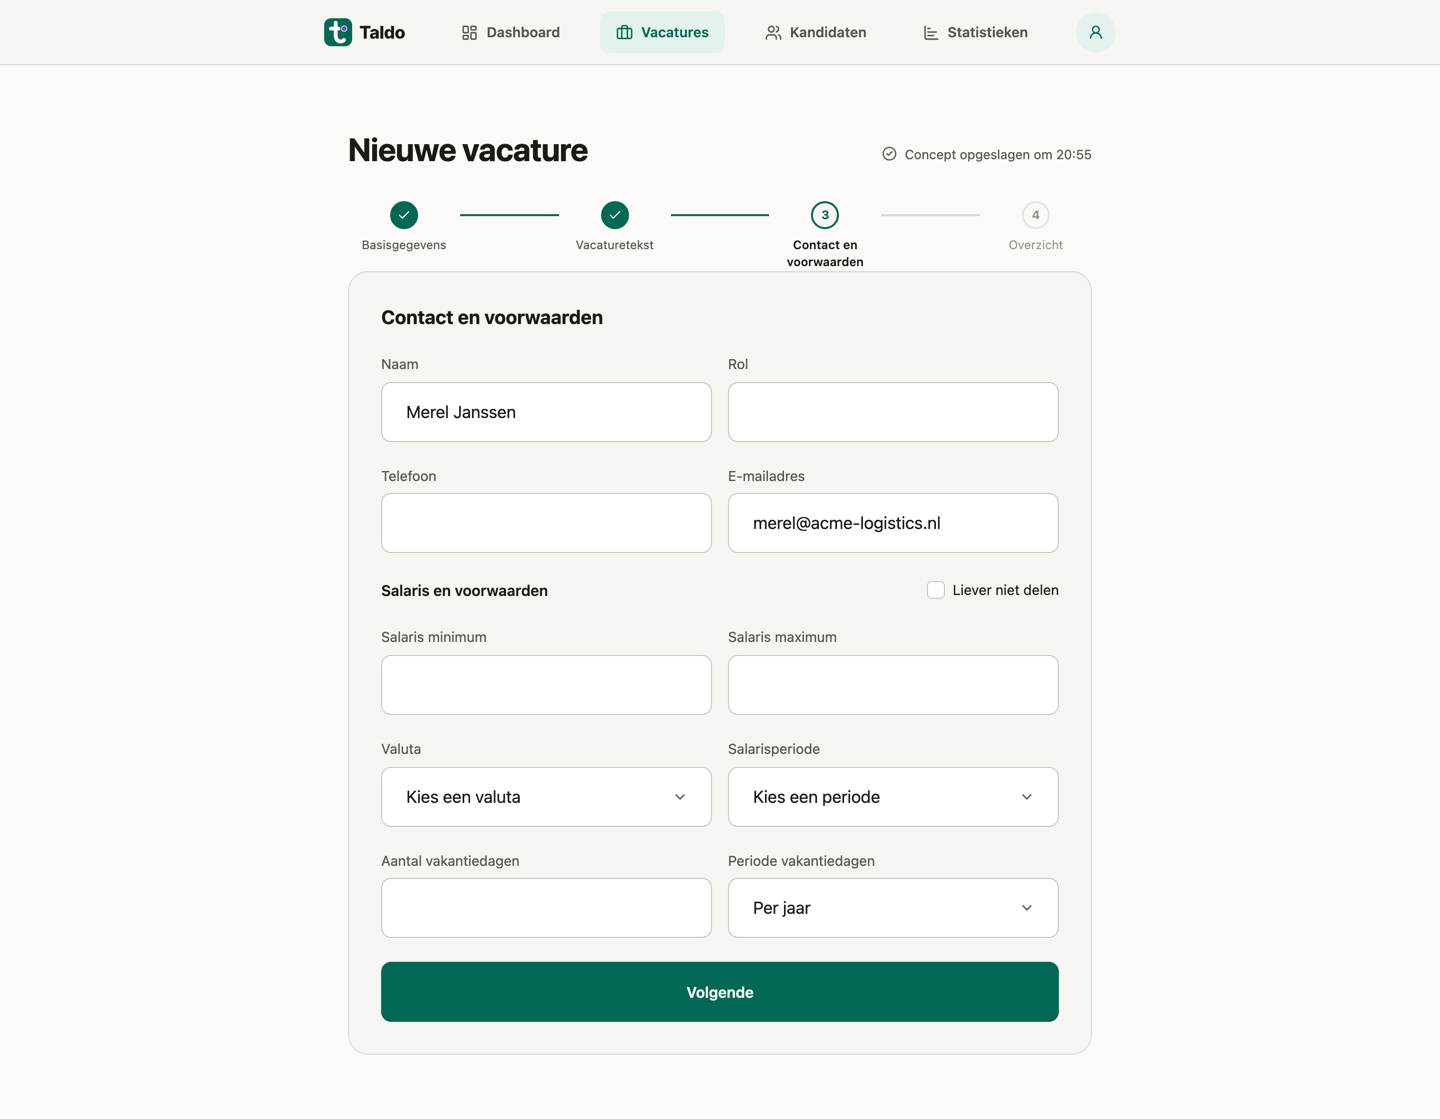 Taldo
Dashboard
Vacatures
Kandidaten
Statistieken
Nieuwe vacature
Concept opgeslagen om 20:55
Basisgegevens
Vacaturetekst
3
Contact en
voorwaarden
4
Overzicht
Contact en voorwaarden
Naam
Rol
Merel Janssen
Telefoon
E-mailadres
merel@acme-logistics.nl
Salaris en voorwaarden
Liever niet delen
Salaris minimum
Salaris maximum
Valuta
Salarisperiode
Kies een valuta
Kies een periode
Aantal vakantiedagen
Periode vakantiedagen
Per jaar
Volgende